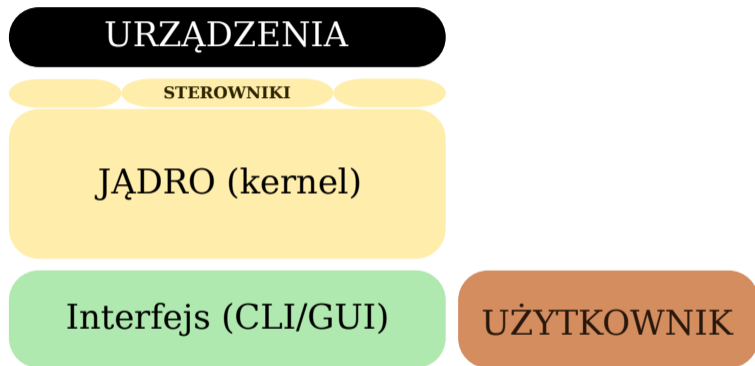 URZĄDZENIA
STEROWNIKI
JĄDRO (kernel)
Interfejs (CLI/GUI)
UŻYTKOWNIK